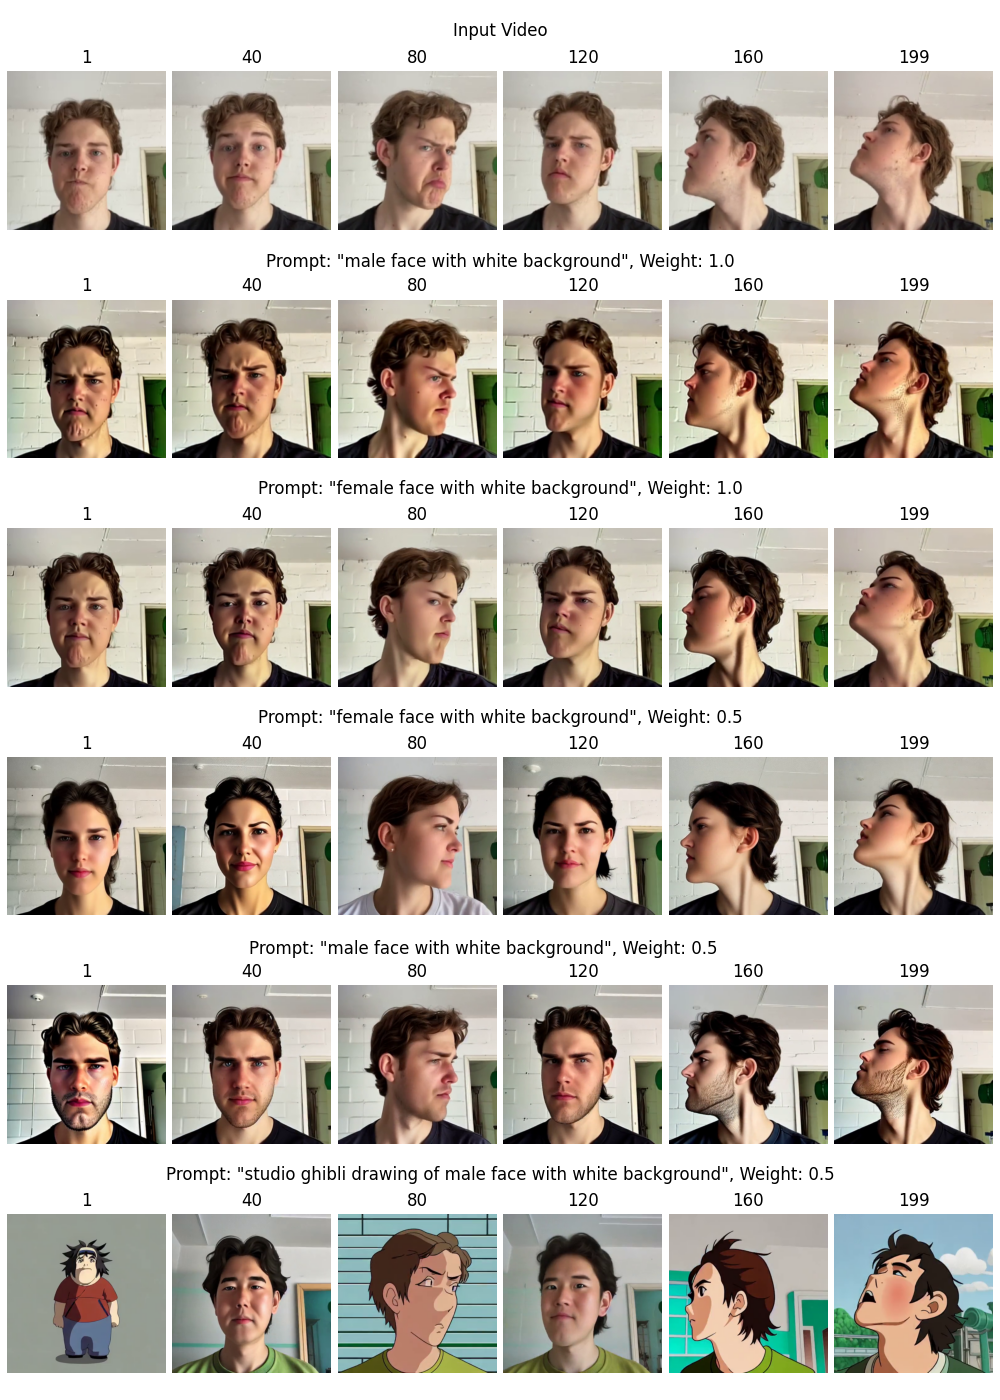 Input Video
1 40 80 120 160 199
Prompt: "male face with white background", Weight: 1.0
1 40 80 120 160 199
Prompt: "female face with white background", Weight: 1.0
1 40 80 120 160 199
Prompt: "female face with white background", Weight: 0.5
1 40 80 120 160 199
Prompt: "male face with white background", Weight: 0.5
1 40 80 120 160 199
Prompt: "studio ghibli drawing of male face with white background", Weight: 0.5
1 40 80 120 160 199